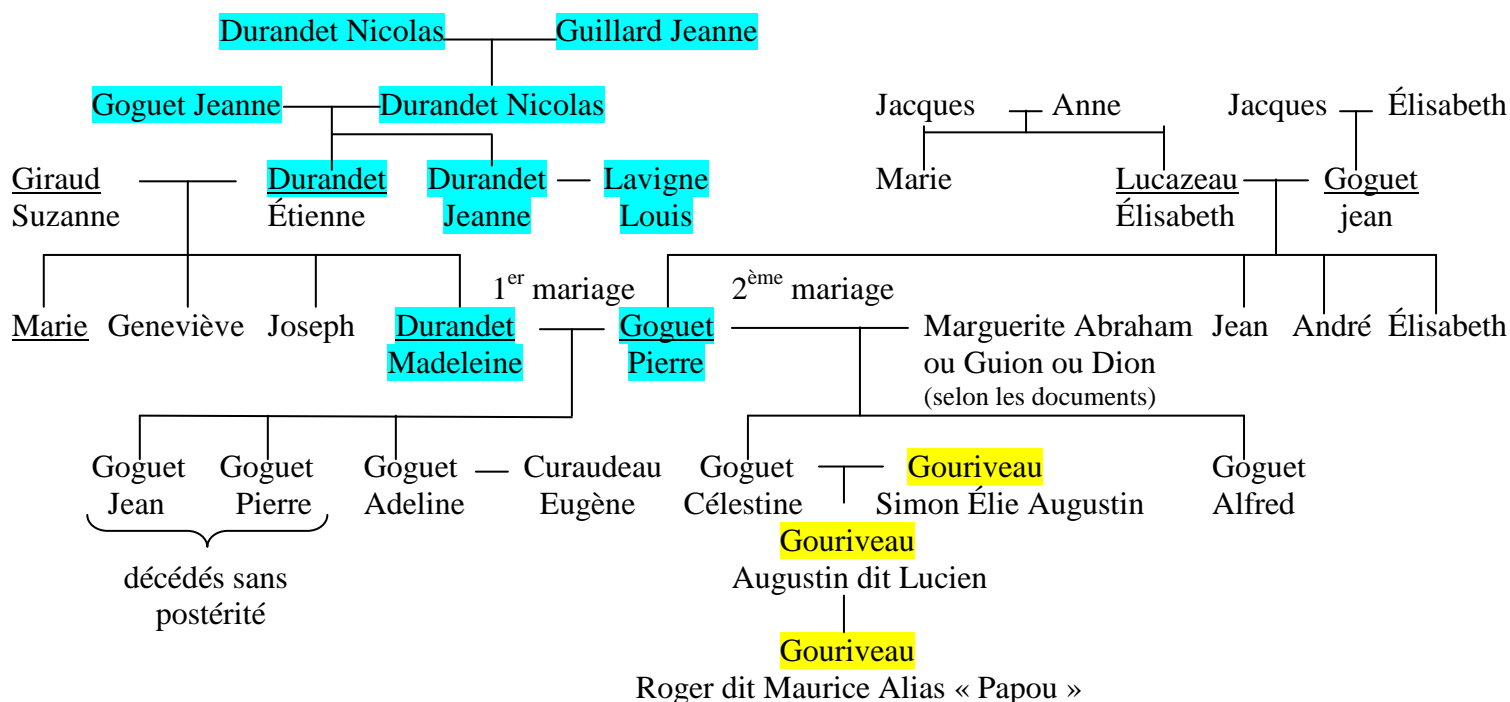 Durandet Nicolas Guillard Jeanne
Goguet Jeanne Durandet Nicolas Jacques Anne Jacques Élisabeth
Giraud Durandet Durandet Lavigne Marie Lucazeau Goguet
Suzanne Étienne Jeanne Louis Élisabeth jean
1er mariage 2ème mariage
Marie Geneviève Joseph Durandet Goguet Marguerite Abraham Jean André Élisabeth
Madeleine Pierre ou Guion ou Dion
(selon les documents)
Goguet Goguet Goguet Curaudeau Goguet Gouriveau Goguet
Jean Pierre Adeline Eugène Célestine Simon Élie Augustin Alfred
Gouriveau
décédés sans Augustin dit Lucien
postérité
Gouriveau
Roger dit Maurice Alias « Papou »